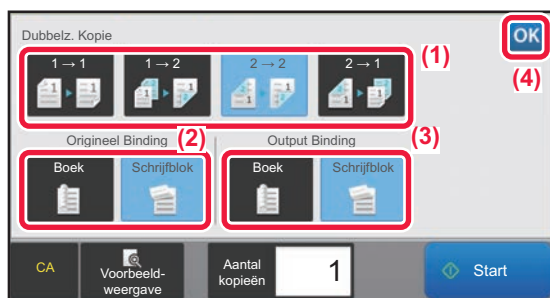 Dubbelz. Kopie
OK
(1)
(4)
1 → 1
1 → 2
2 → 2
2 → 1
Origineel Binding
(2)
Output Binding
(3)
Boek
Schrijfblok
Boek
Schrijfblok
CA
Voorbeeld-
weergave
Aantal
kopieën
1
Start